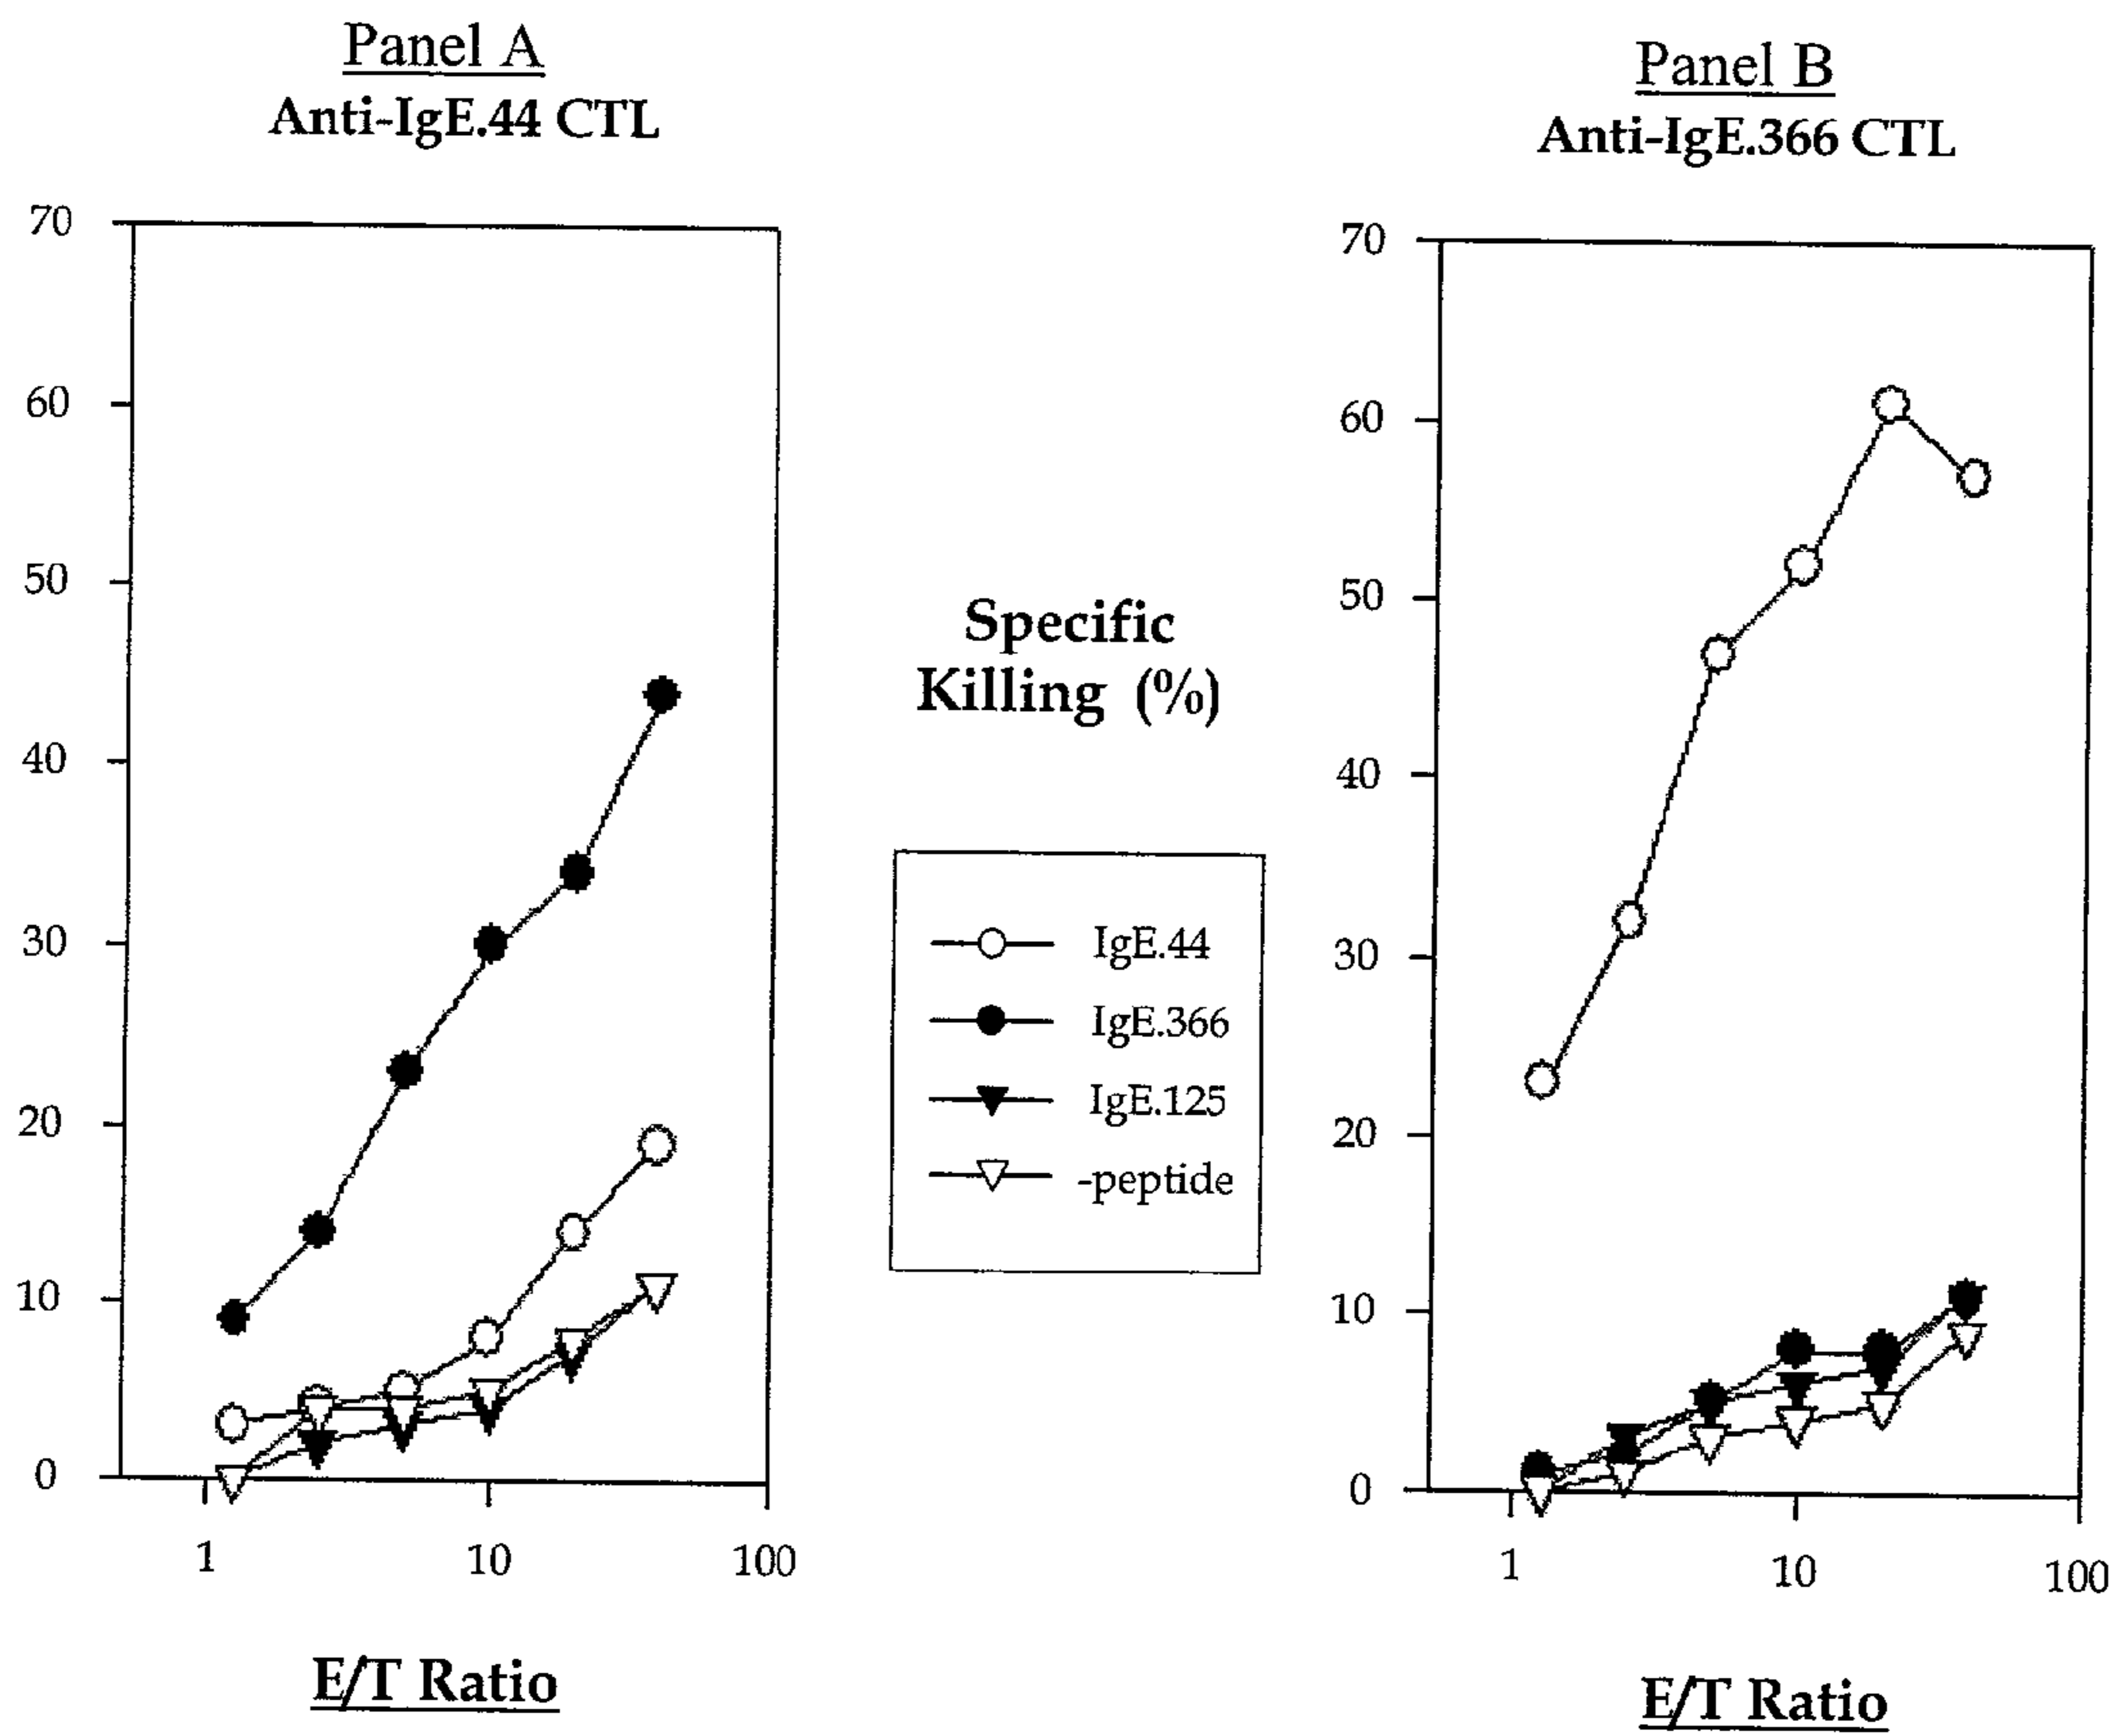 Panel A
Anti-IgE.44 CTL
70
60
50
40
30
20
10
0
1 10 100
E/T Ratio
Specific
Killing (%)
IgE.44
IgE.366
IgE.125
-peptide
Panel B
Anti-IgE.366 CTL
70
60
50
40
30
20
10
0
1 10 100
E/T Ratio